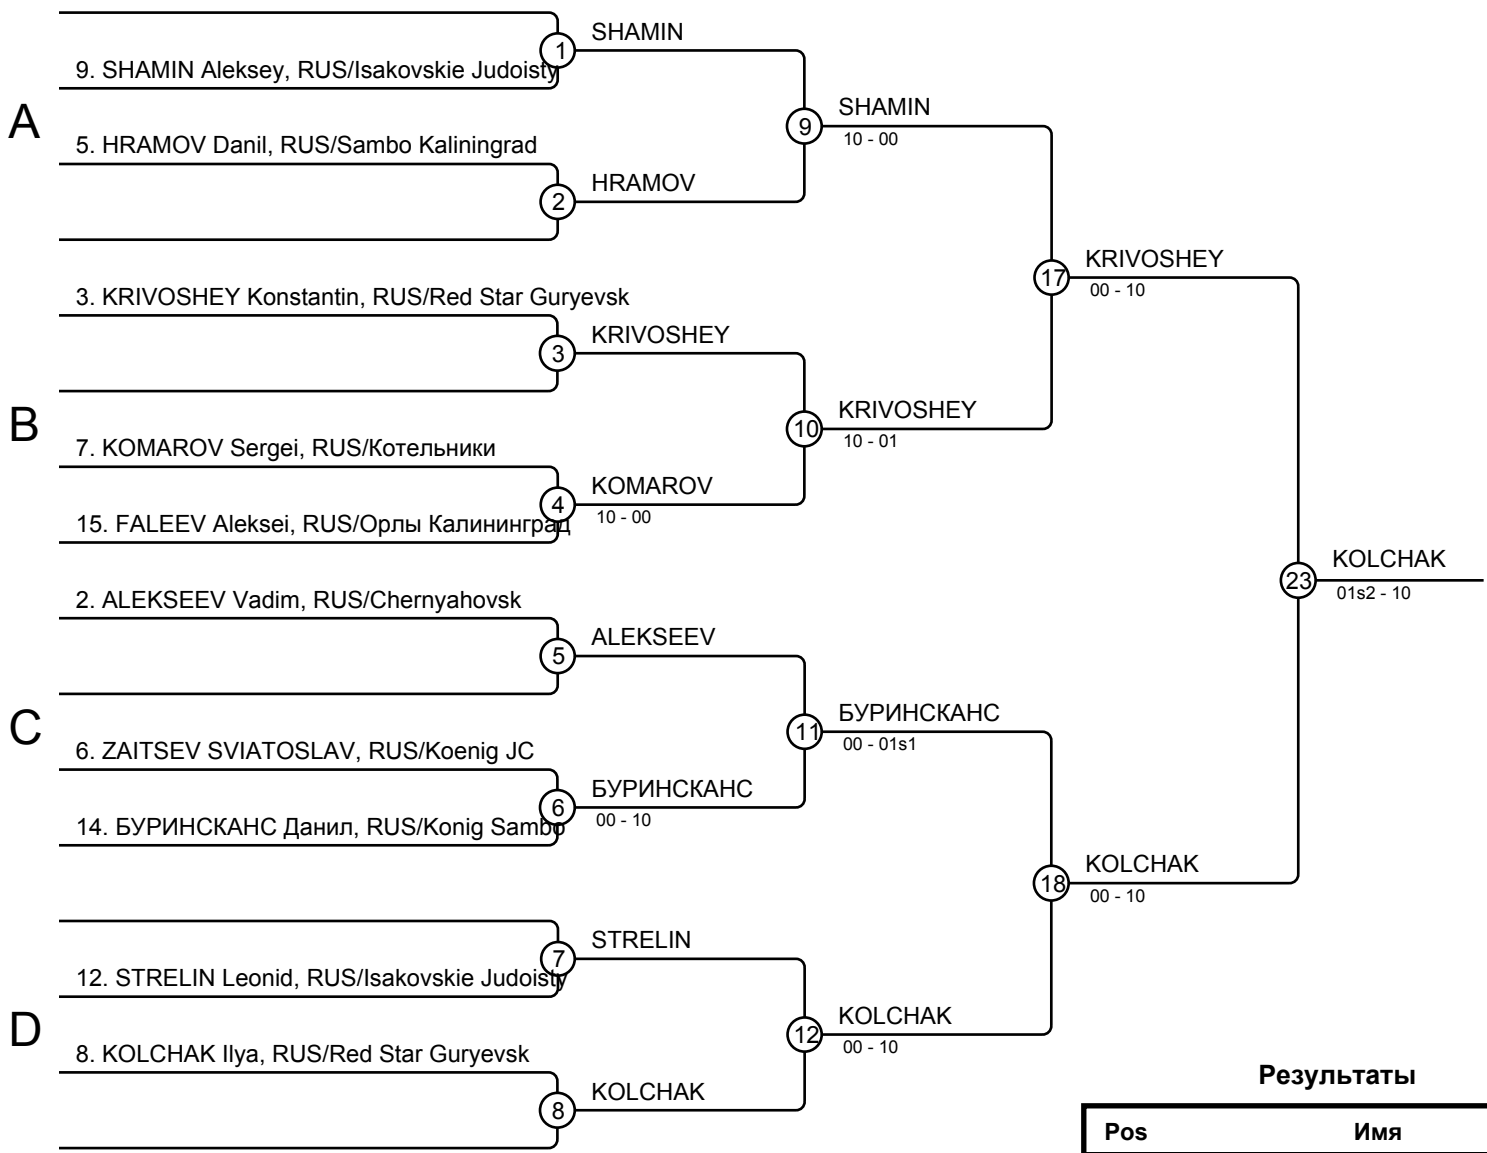 SHAMIN
1
9. SHAMIN Aleksey, RUS/Isakovskie Judoisty
A
SHAMIN
9
10 - 00
5. HRAMOV Danil, RUS/Sambo Kaliningrad
HRAMOV
2
KRIVOSHEY
17
00 - 10
3. KRIVOSHEY Konstantin, RUS/Red Star Guryevsk
KRIVOSHEY
3
B
KRIVOSHEY
10
10 - 01
7. KOMAROV Sergei, RUS/Котельники
KOMAROV
4
10 - 00
15. FALEEV Aleksei, RUS/Орлы Калининград
KOLCHAK
23
01s2 - 10
2. ALEKSEEV Vadim, RUS/Chernyahovsk
ALEKSEEV
5
C
БУРИНСКАНС
11
00 - 01s1
6. ZAITSEV SVIATOSLAV, RUS/Koenig JC
БУРИНСКАНС
6
00 - 10
14. БУРИНСКАНС Данил, RUS/Konig Sambo
KOLCHAK
18
00 - 10
STRELIN
7
12. STRELIN Leonid, RUS/Isakovskie Judoisty
D
KOLCHAK
12
00 - 10
8. KOLCHAK Ilya, RUS/Red Star Guryevsk
KOLCHAK
8
Результаты
Pos Имя